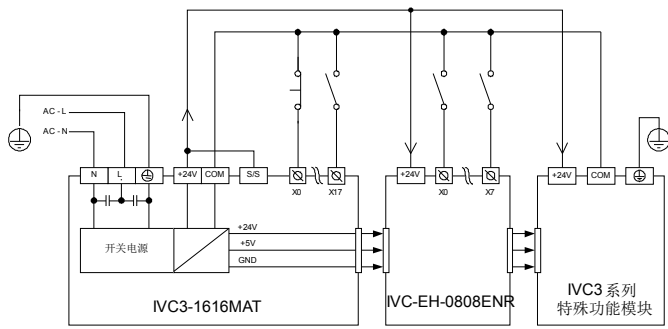 AC - L
AC - N
N L +24V COM S/S
X0 X17
+24V
X0 X7
+24V COM
开关电源
+24V
+5V
GND
IVC3-1616MAT
IVC-EH-0808ENR
IVC3 系列
特殊功能模块